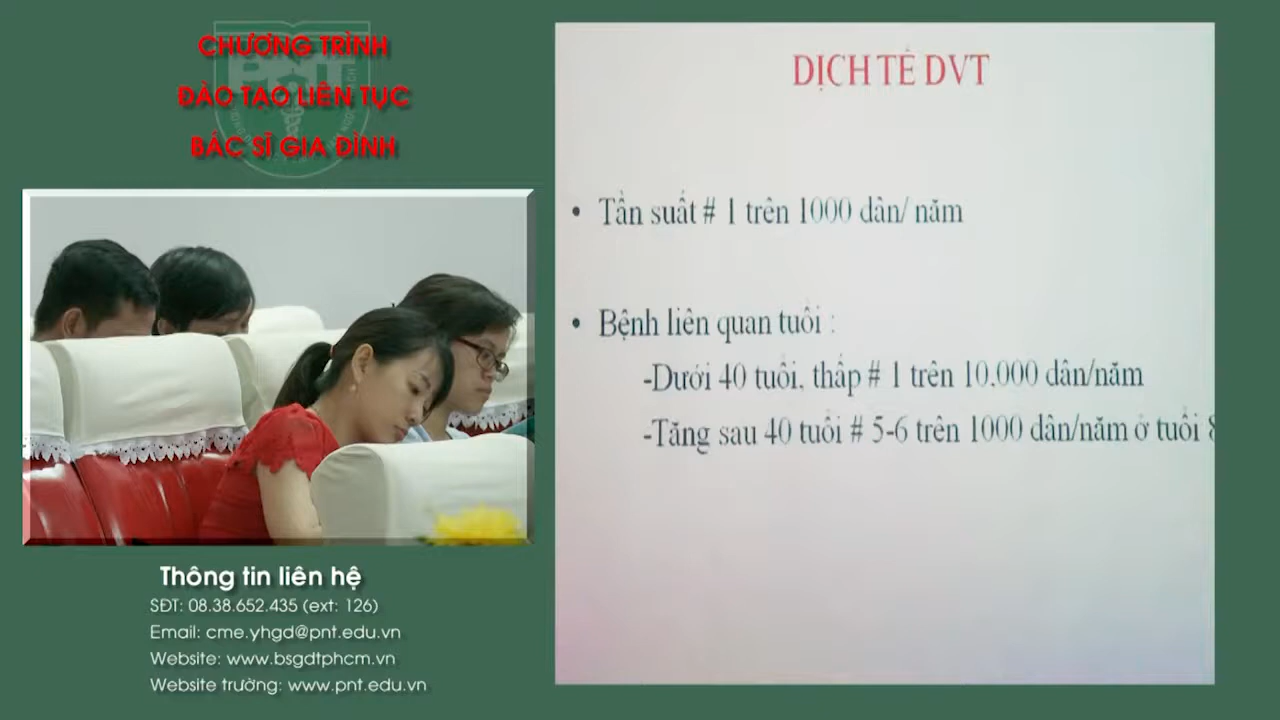 CHƯƠNG TRÌNH
ĐÀO TẠO LIÊN TỤC
BÁC SĨ GIA ĐÌNH
PNT
Thông tin liên hệ
SĐT: 08.38.652.435 (ext: 126)
Email: cme.yhgd@pnt.edu.vn
Website: www.bsgdtphcm.vn
Website trường: www.pnt.edu.vn
DỊCH TỄ DVT
• Tần suất # 1 trên 1000 dân/ năm
• Bệnh liên quan tuổi :
-Dưới 40 tuổi, thấp # 1 trên 10.000 dân/năm
-Tăng sau 40 tuổi # 5-6 trên 1000 dân/năm ở tuổi